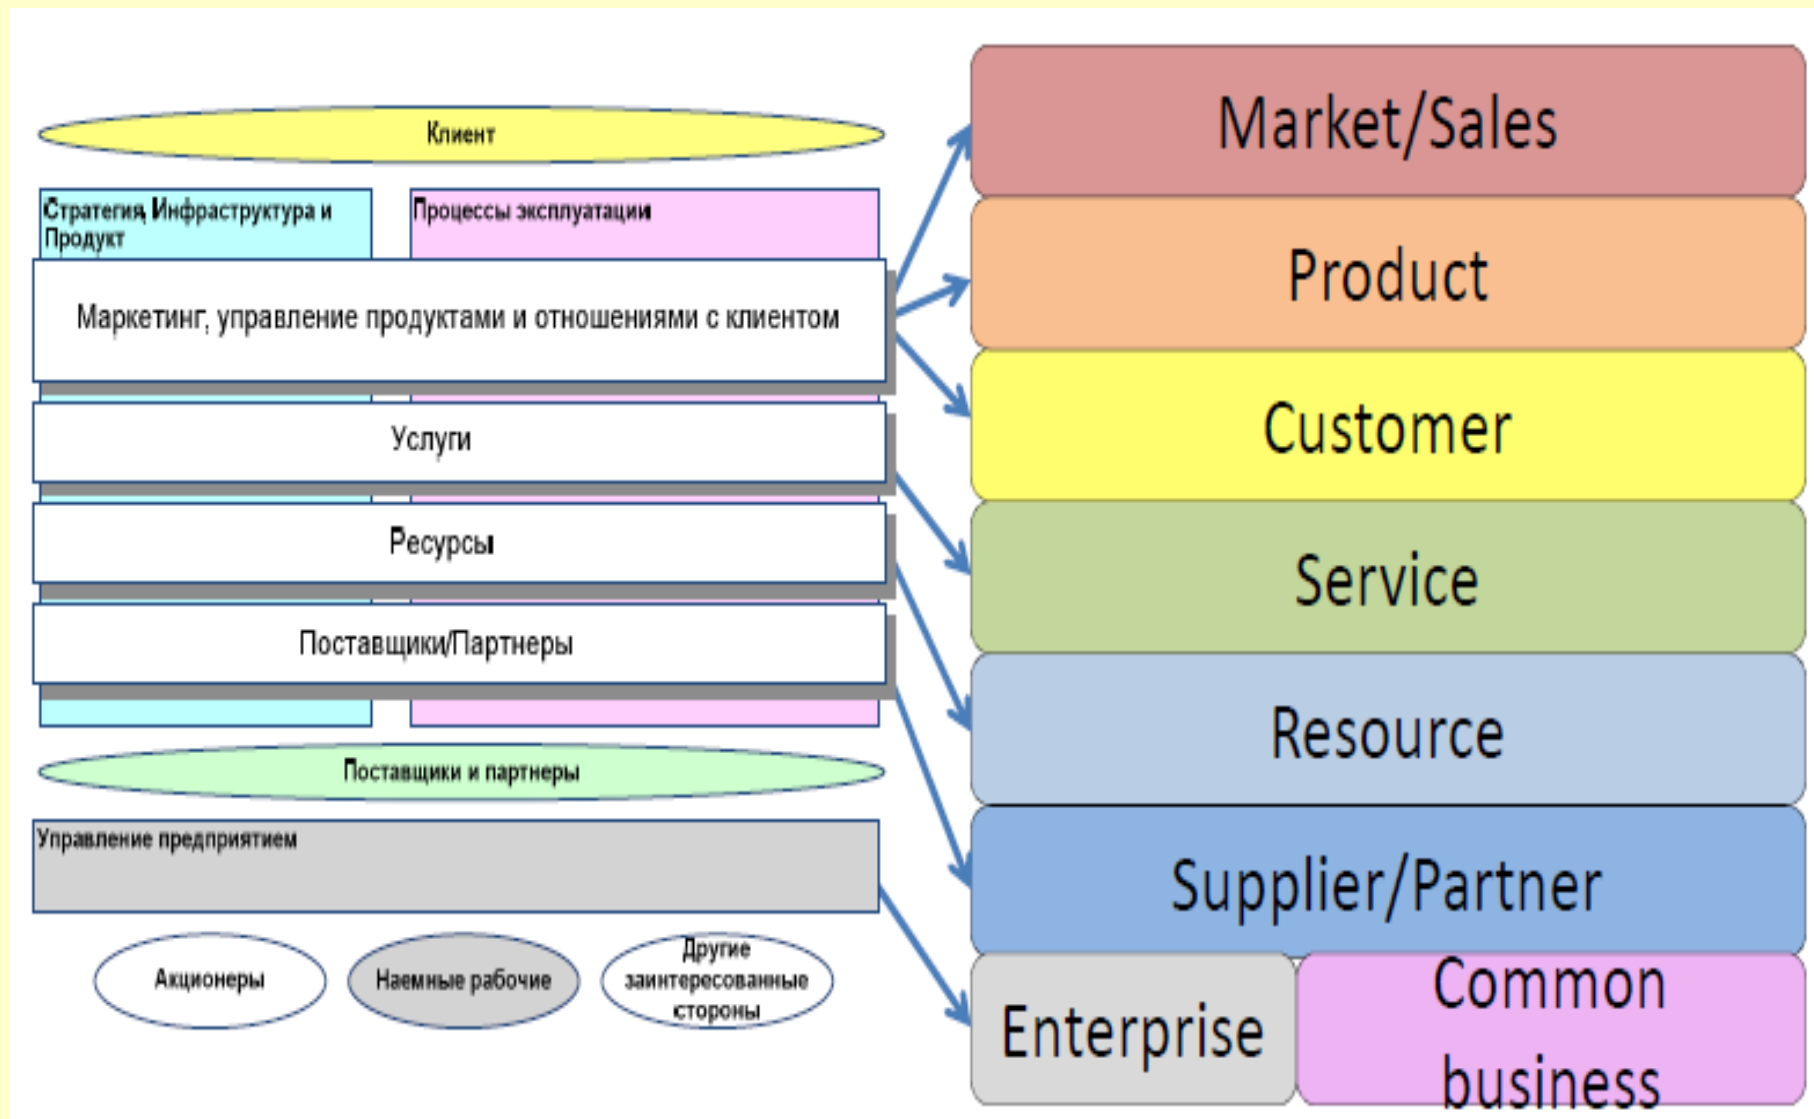 Клиент
Стратегия, Инфраструктура и
Продукт
Процессы эксплуатации
Маркетинг, управление продуктами и отношениями с клиентом
Услуги
Ресурсы
Поставщики/Партнеры
Поставщики и партнеры
Управление предприятием
Акционеры
Наемные рабочие
Другие
заинтересованные
стороны
Market/Sales
Product
Customer
Service
Resource
Supplier/Partner
Enterprise
Common
business